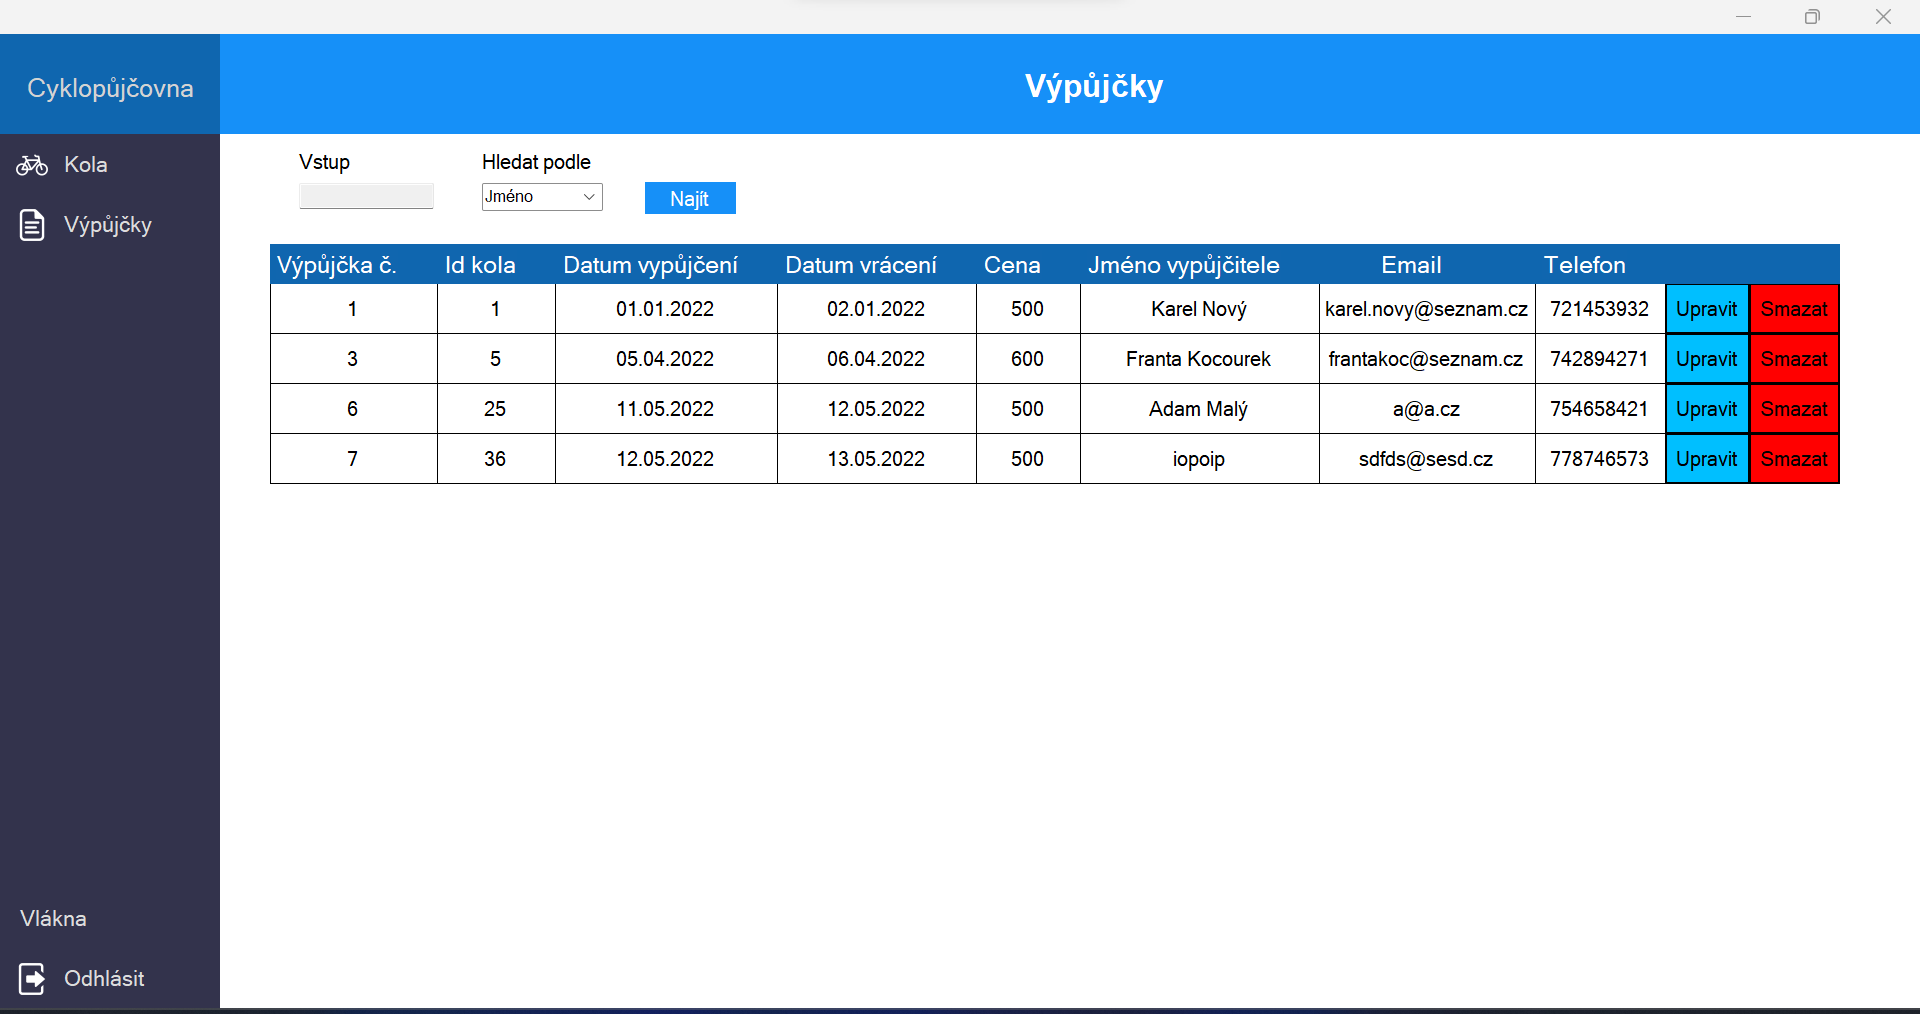 Cyklopůjčovna
Výpůjčky
Kola
Výpůjčky
Vlákna
Odhlásit
Vstup Hledat podle
Jméno Najít
Výpůjčka č. Id kola Datum vypůjčení Datum vrácení Cena Jméno vypůjčitele Email Telefon
1 1 01.01.2022 02.01.2022 500 Karel Nový karel.novy@seznam.cz 721453932 Upravit Smazat
3 5 05.04.2022 06.04.2022 600 Franta Kocourek frantakoc@seznam.cz 742894271 Upravit Smazat
6 25 11.05.2022 12.05.2022 500 Adam Malý a@a.cz 754658421 Upravit Smazat
7 36 12.05.2022 13.05.2022 500 iopoip sdfds@sesd.cz 778746573 Upravit Smazat